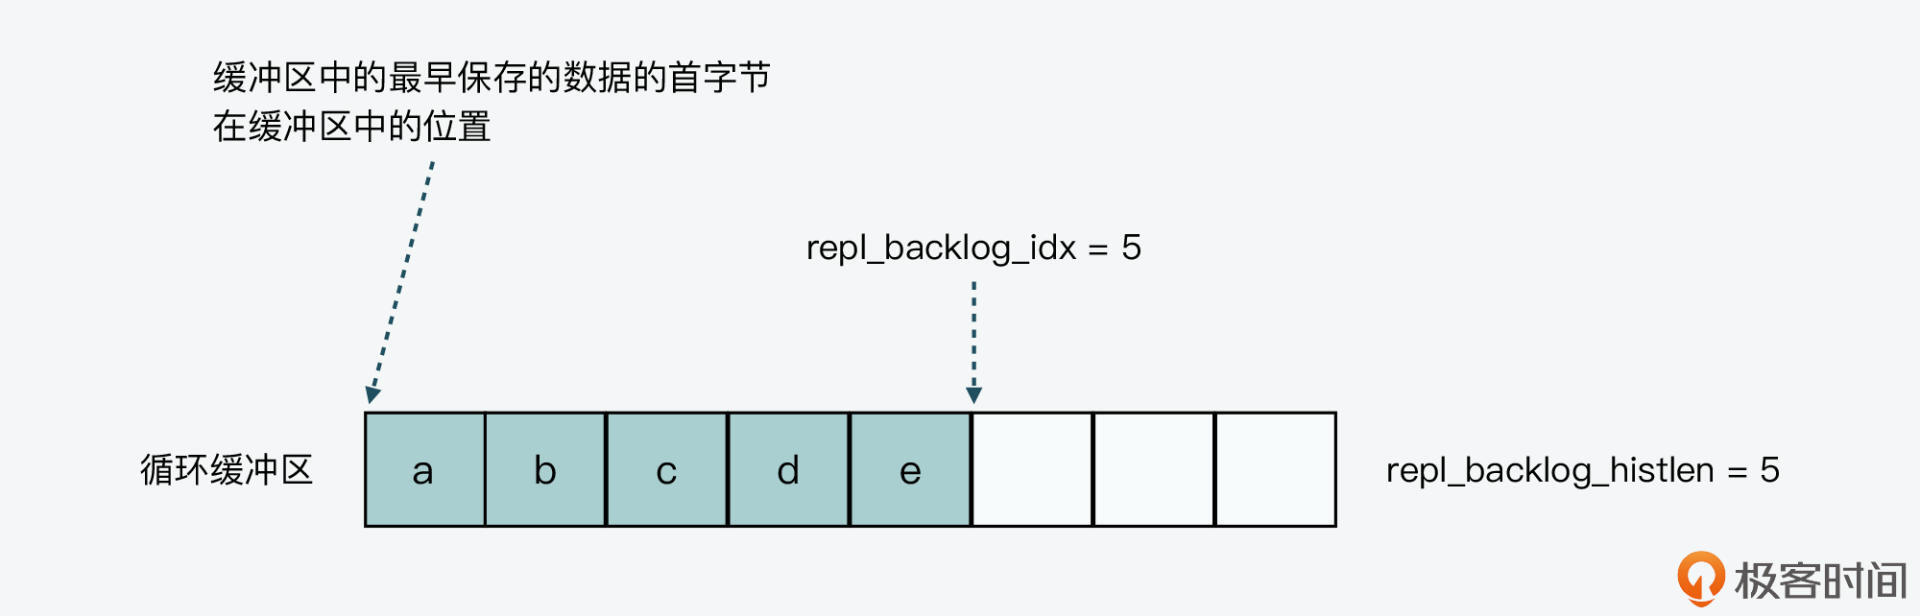 缓冲区中的最早保存的数据的首字节
在缓冲区中的位置
repl_backlog_idx = 5
循环缓冲区
a b c d e
repl_backlog_histlen = 5
极客时间